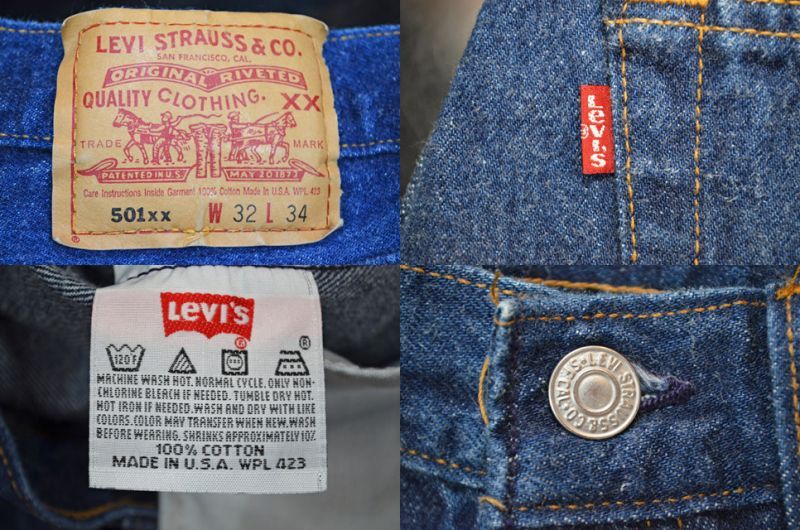 LEVI STRAUSS & CO.
SAN FRANCISCO, CAL.
ORIGINAL RIVETED
QUALITY CLOTHING. XX
TRADE MARK
PATENTED IN U.S. MAY 20 1873
Care Instructions Inside Garment 100% Cotton Made In U.S.A. WPL 423
501xx W 32 L 34
®
LEVI'S
®
LEVI'S
®
120F
R
MACHINE WASH HOT. NORMAL CYCLE. ONLY NON-
CHLORINE BLEACH IF NEEDED. TUMBLE DRY HOT.
HOT IRON IF NEEDED. WASH AND DRY WITH LIKE
COLORS. COLOR MAY TRANSFER WHEN NEW. WASH
BEFORE WEARING. SHRINKS APPROXIMATELY 10%
100% COTTON
MADE IN U.S.A. WPL 423
LEVI STRAUSS & CO. S.F. CAL.